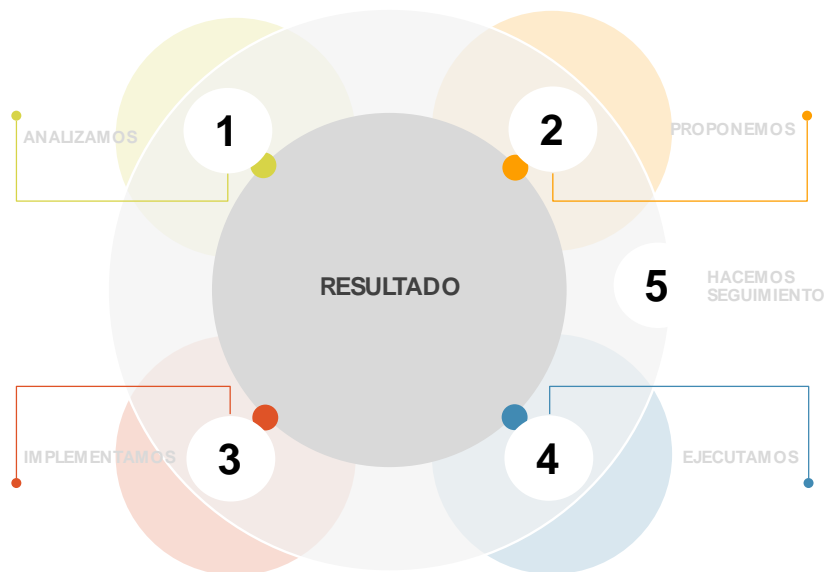 1
ANALIZAMOS
2
PROPONEMOS
RESULTADO
5
HACEMOS
SEGUIMIENTO
IMPLEMENTAMOS
3
4
EJECUTAMOS